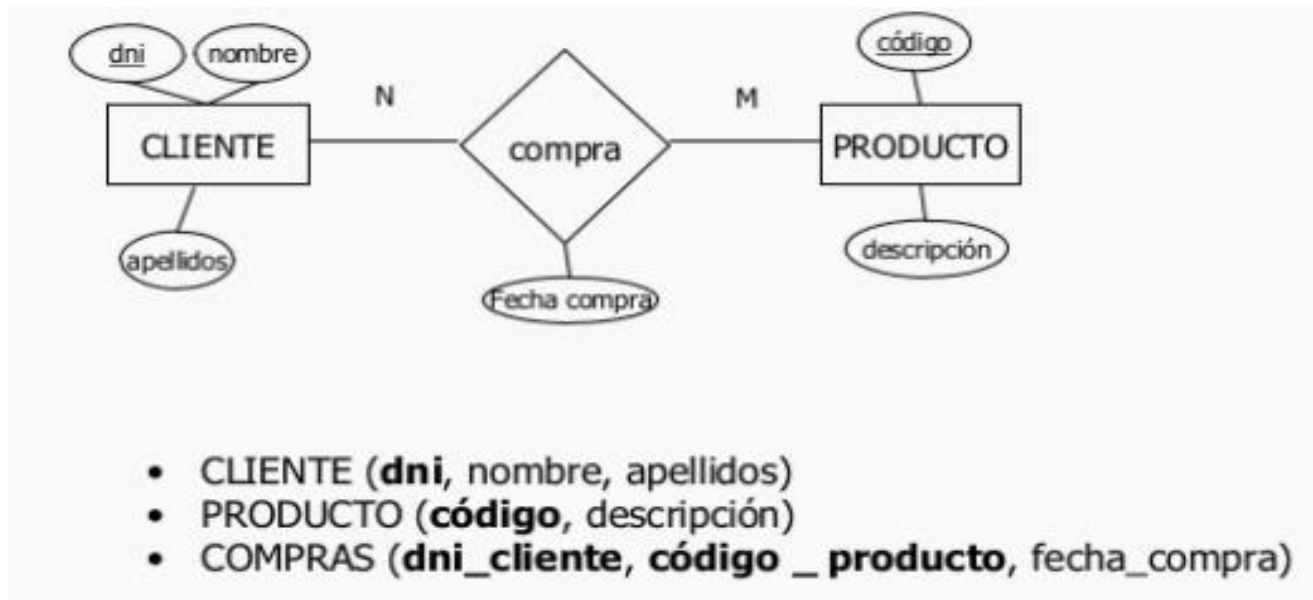 dni
nombre
código
N
M
CLIENTE
compra
PRODUCTO
apellidos
descripción
Fecha compra
• CLIENTE (dni, nombre, apellidos)
• PRODUCTO (código, descripción)
• COMPRAS (dni_cliente, código _ producto, fecha_compra)